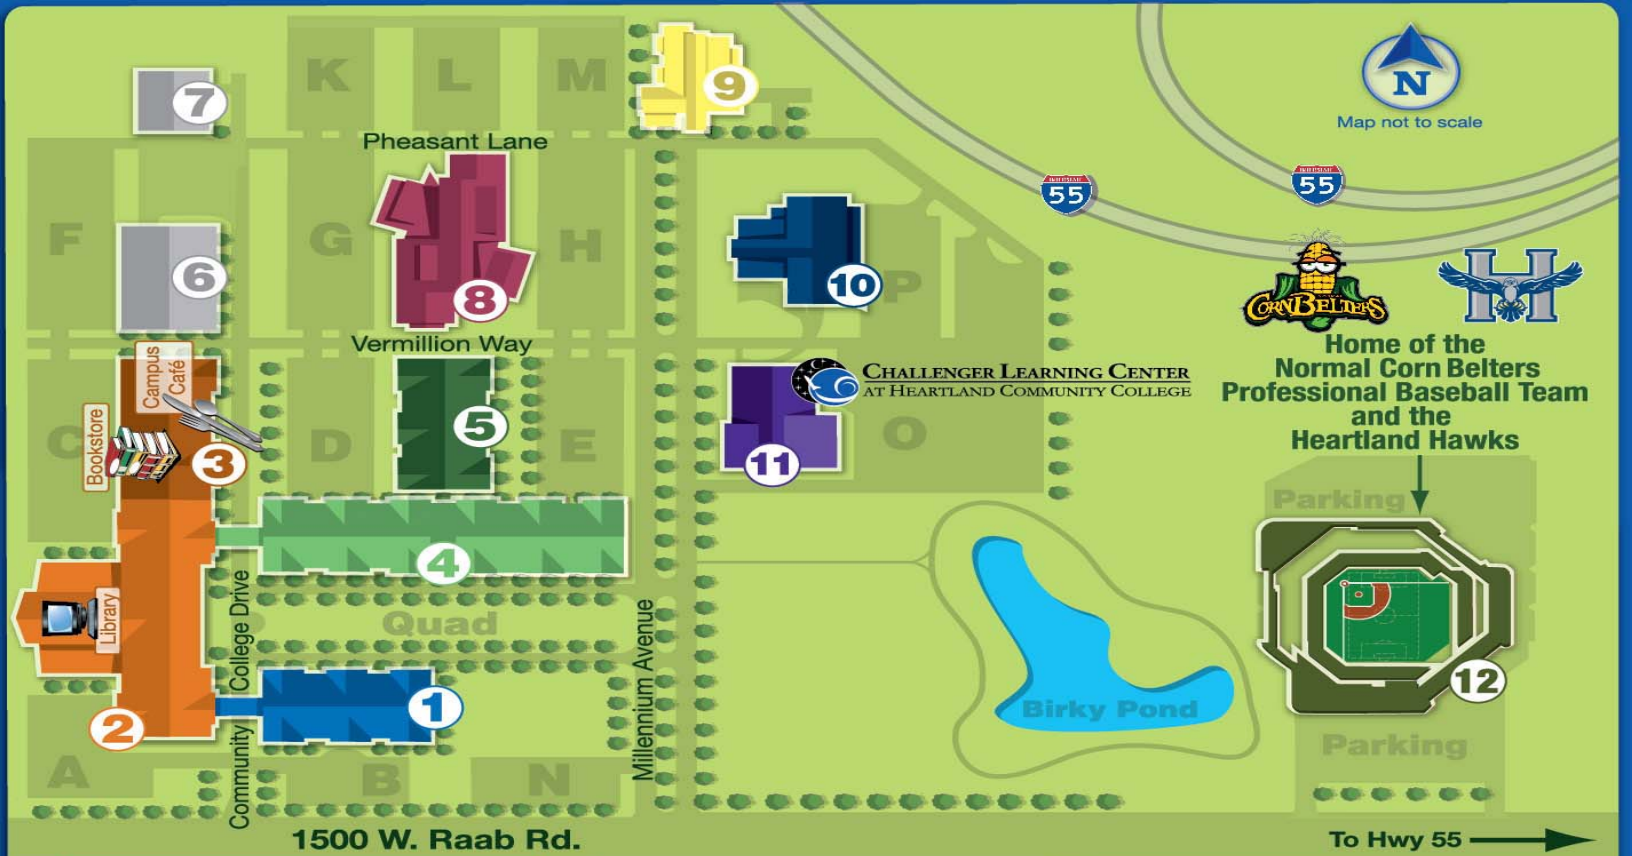 K
L
M
9
T
N
Map not to scale
7
Pheasant Lane
55
55
F
6
G
8
H
10
P
CORNBELTERS
H
Vermillion Way
Home of the
Normal Corn Belters
Professional Baseball Team
and the
Heartland Hawks
Campus
Café
Bookstore
C
3
D
5
E
CHALLENGER LEARNING CENTER
AT HEARTLAND COMMUNITY COLLEGE
11
O
Parking
4
Library
Quad
Community College Drive
Millennium Avenue
2
1
Birky Pond
12
Parking
A
B
N
1500 W. Raab Rd.
To Hwy 55